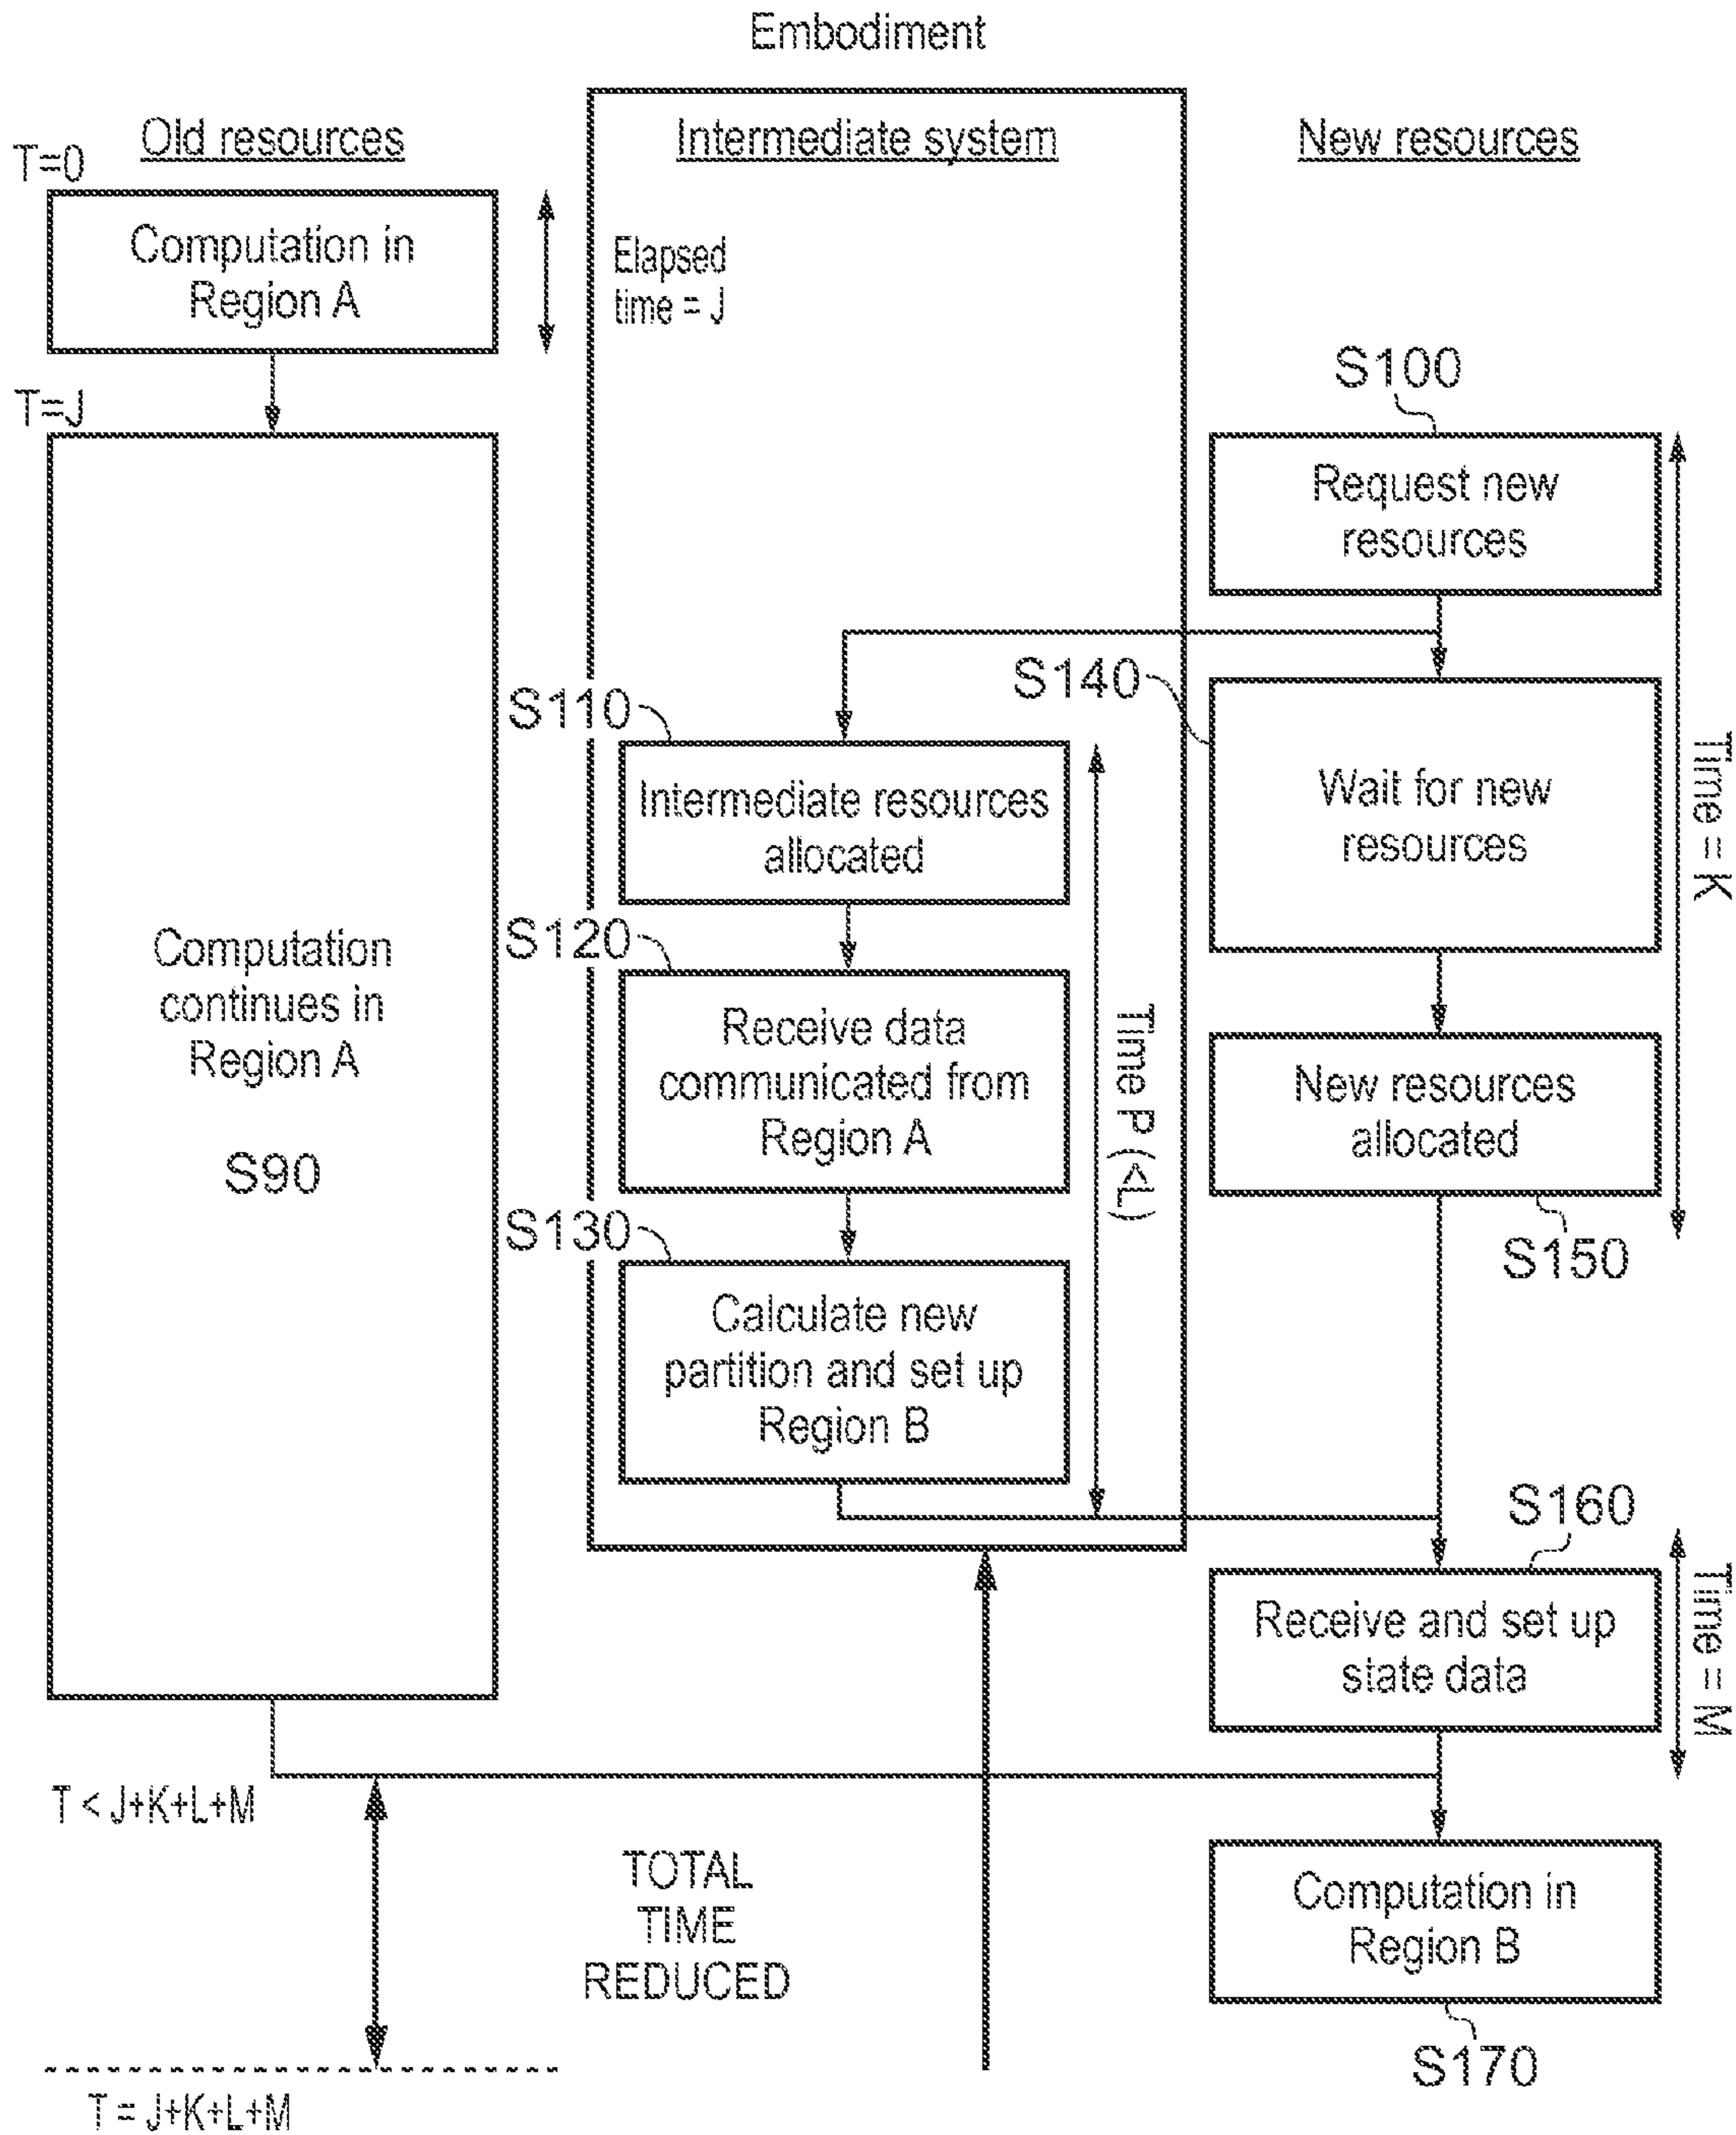 Embodiment
Old resources
Intermediate system
New resources
T=0
Computation in
Region A
Elapsed
time = J
T=J
S100
Request new
resources
S140
Wait for new
resources
Time = K
S110
Intermediate resources
allocated
S120
Receive data
communicated from
Region A
Time P (<L)
New resources
allocated
S150
Computation
continues in
Region A
S90
S130
Calculate new
partition and set up
Region B
S160
Receive and set up
state data
Time = M
T < J+K+L+M
TOTAL
TIME
REDUCED
Computation in
Region B
S170
T = J+K+L+M